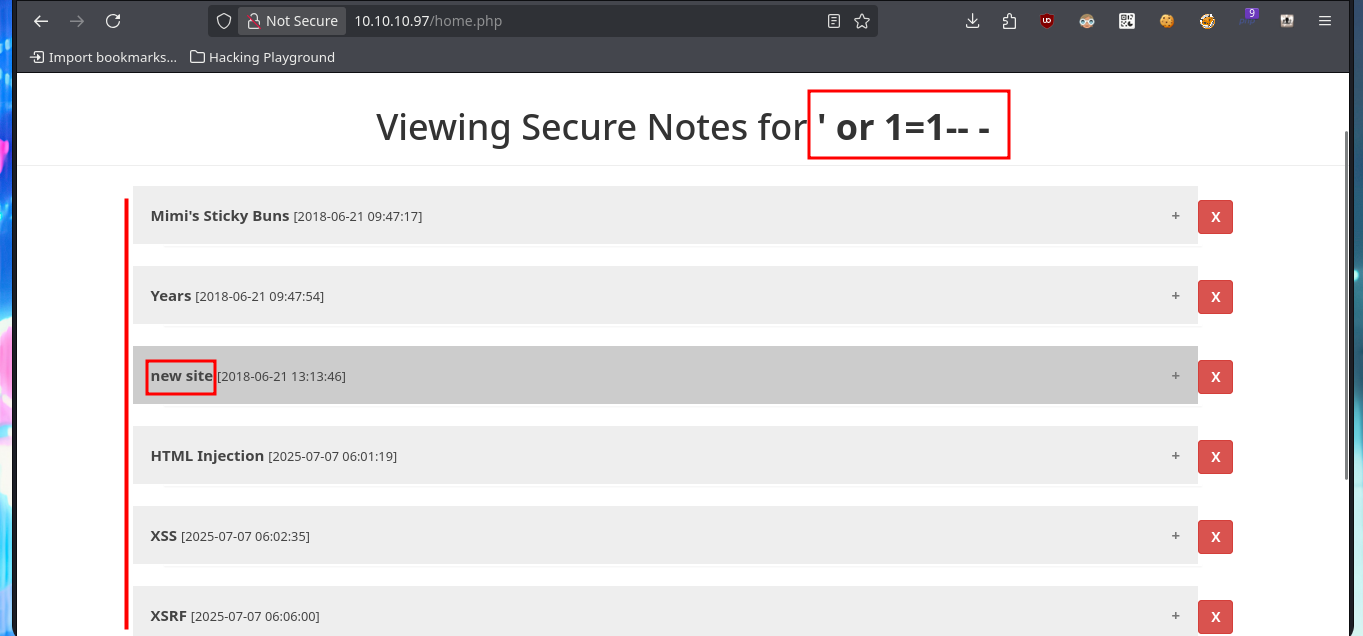 Not Secure 10.10.10.97/home.php 9
Import bookmarks... Hacking Playground
Viewing Secure Notes for ' or 1=1-- -
Mimi's Sticky Buns [2018-06-21 09:47:17] + X
Years [2018-06-21 09:47:54] + X
new site [2018-06-21 13:13:46] + X
HTML Injection [2025-07-07 06:01:19] + X
XSS [2025-07-07 06:02:35] + X
XSRF [2025-07-07 06:06:00] + X